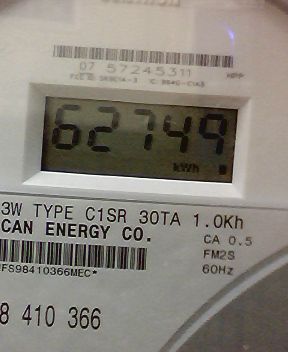 07 57245311 HPP
62749
kWh
3W TYPE C1SR 30TA 1.0Kh
CAN ENERGY CO.
CA 0.5
FM2S
60Hz
*FS98410366MEC*
8 410 366